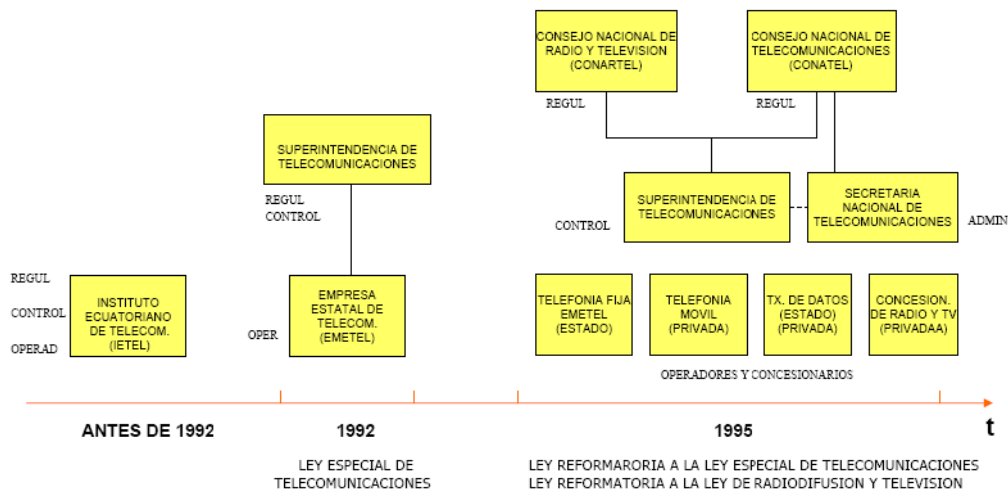 CONSEJO NACIONAL DE
RADIO Y TELEVISION
(CONARTEL)
CONSEJO NACIONAL DE
TELECOMUNICACIONES
(CONATEL)
REGUL
REGUL
SUPERINTENDENCIA DE
TELECOMUNICACIONES
REGUL
CONTROL
SUPERINTENDENCIA DE
TELECOMUNICACIONES
CONTROL
SECRETARIA
NACIONAL DE
TELECOMUNICACIONES
ADMIN
REGUL
CONTROL
OPERAD
INSTITUTO
ECUATORIANO
DE TELECOM.
(IETEL)
OPER
EMPRESA
ESTATAL DE
TELECOM.
(EMETEL)
TELEFONIA FIJA
EMETEL
(ESTADO)
TELEFONIA
MOVIL
(PRIVADA)
TX. DE DATOS
(ESTADO)
(PRIVADA)
CONCESION.
DE RADIO Y TV
(PRIVADAA)
OPERADORES Y CONCESIONARIOS
ANTES DE 1992
1992
1995
t
LEY ESPECIAL DE
TELECOMUNICACIONES
LEY REFORMARORIA A LA LEY ESPECIAL DE TELECOMUNICACIONES
LEY REFORMATORIA A LA LEY DE RADIODIFUSION Y TELEVISION